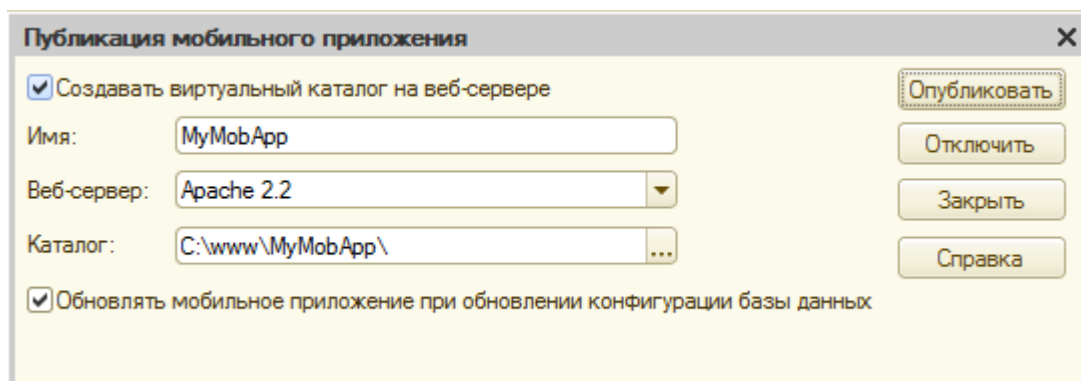 Публикация мобильного приложения
Создавать виртуальный каталог на веб-сервере
Опубликовать
Имя: MyMobApp
Отключить
Веб-сервер: Apache 2.2
Закрыть
Каталог: C:\www\MyMobApp\ ...
Справка
Обновлять мобильное приложение при обновлении конфигурации базы данных